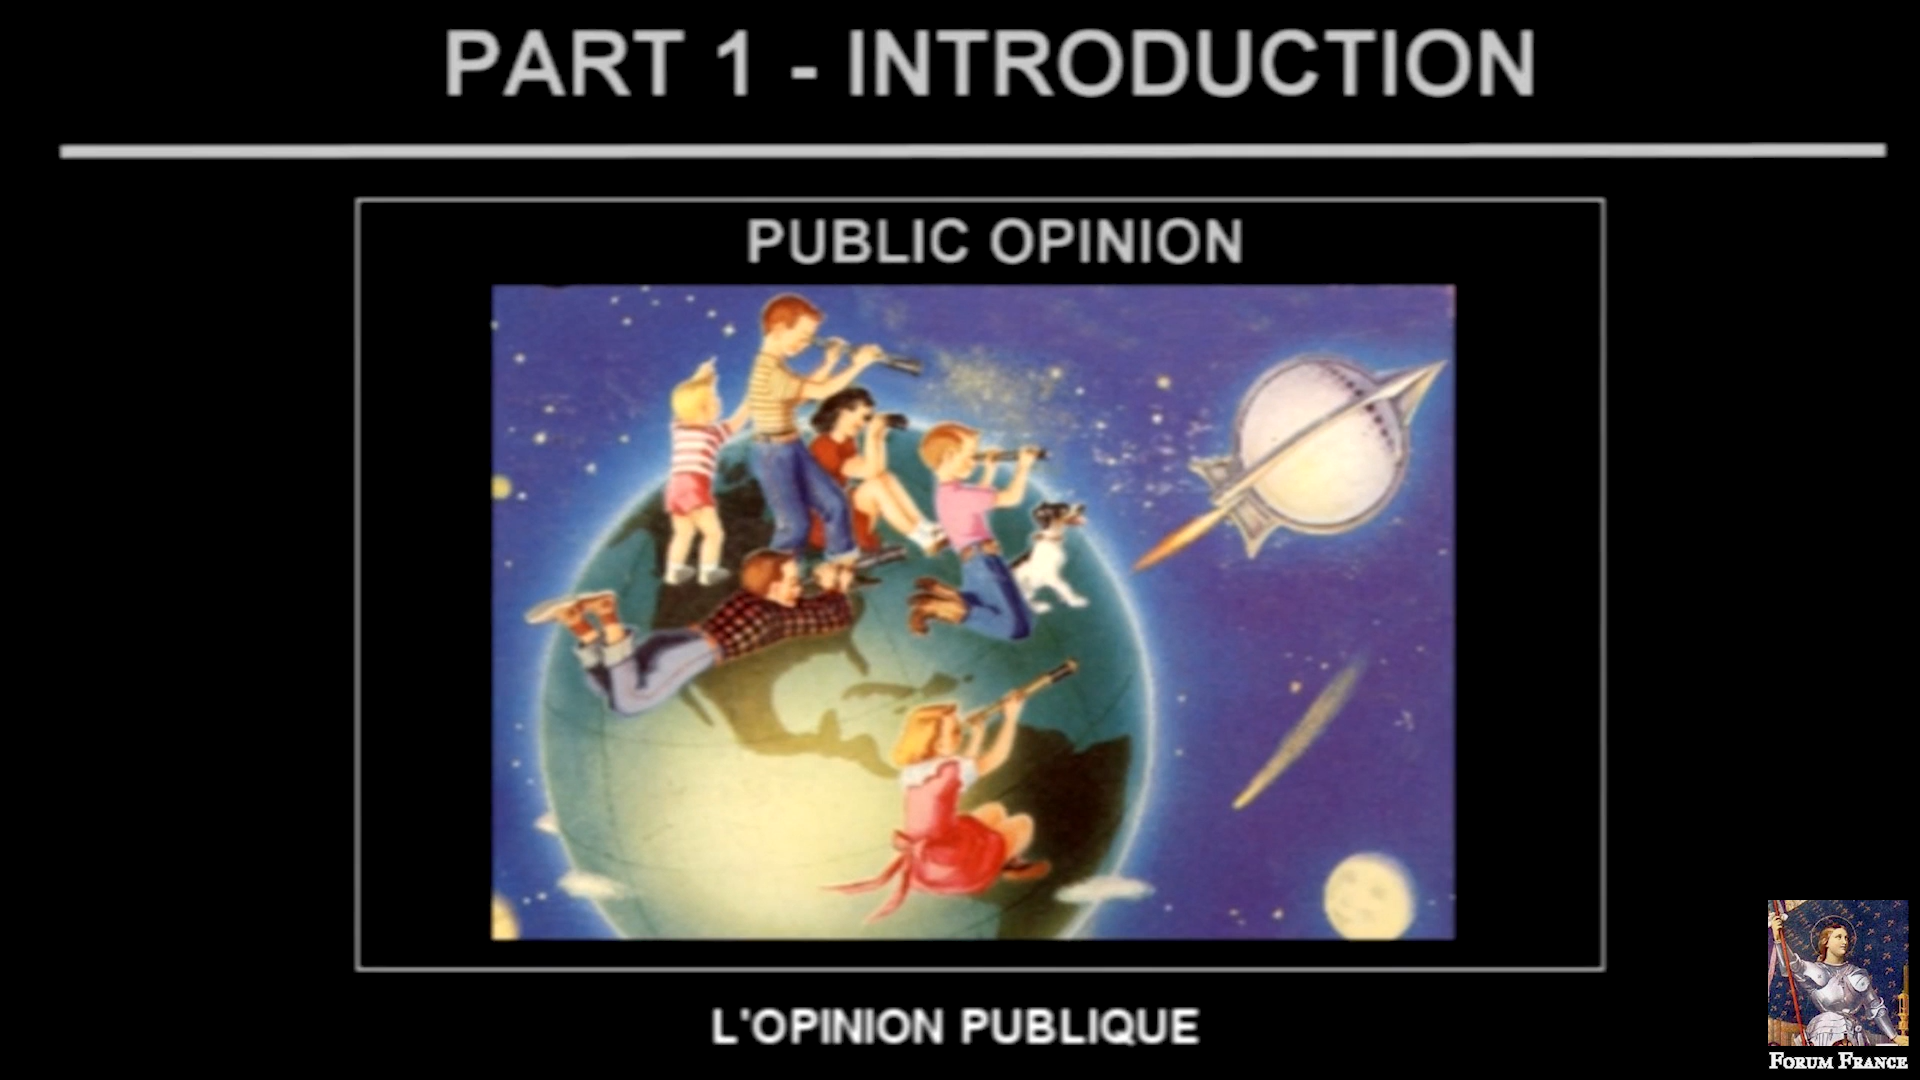 PART 1 - INTRODUCTION
PUBLIC OPINION
L'OPINION PUBLIQUE
FORUM FRANCE